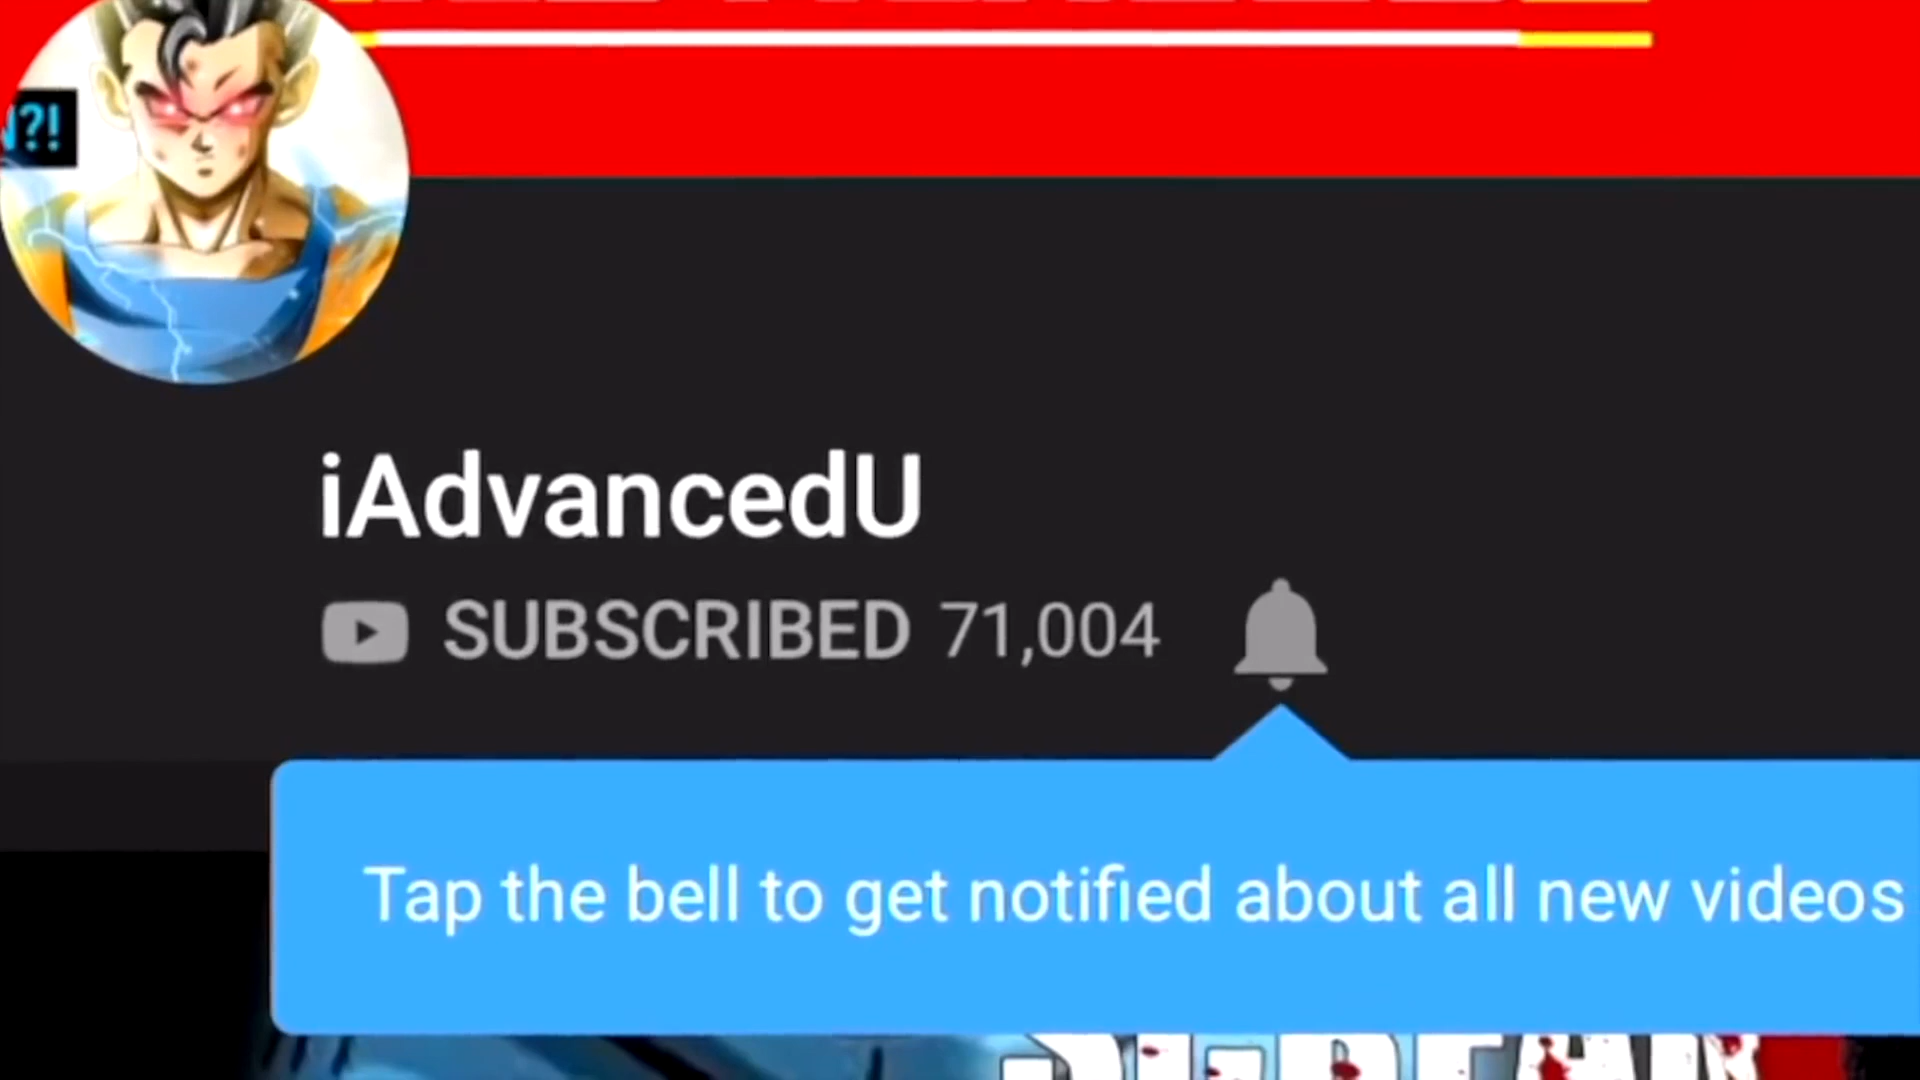 ?!
iAdvancedU
SUBSCRIBED 71,004
Tap the bell to get notified about all new videos